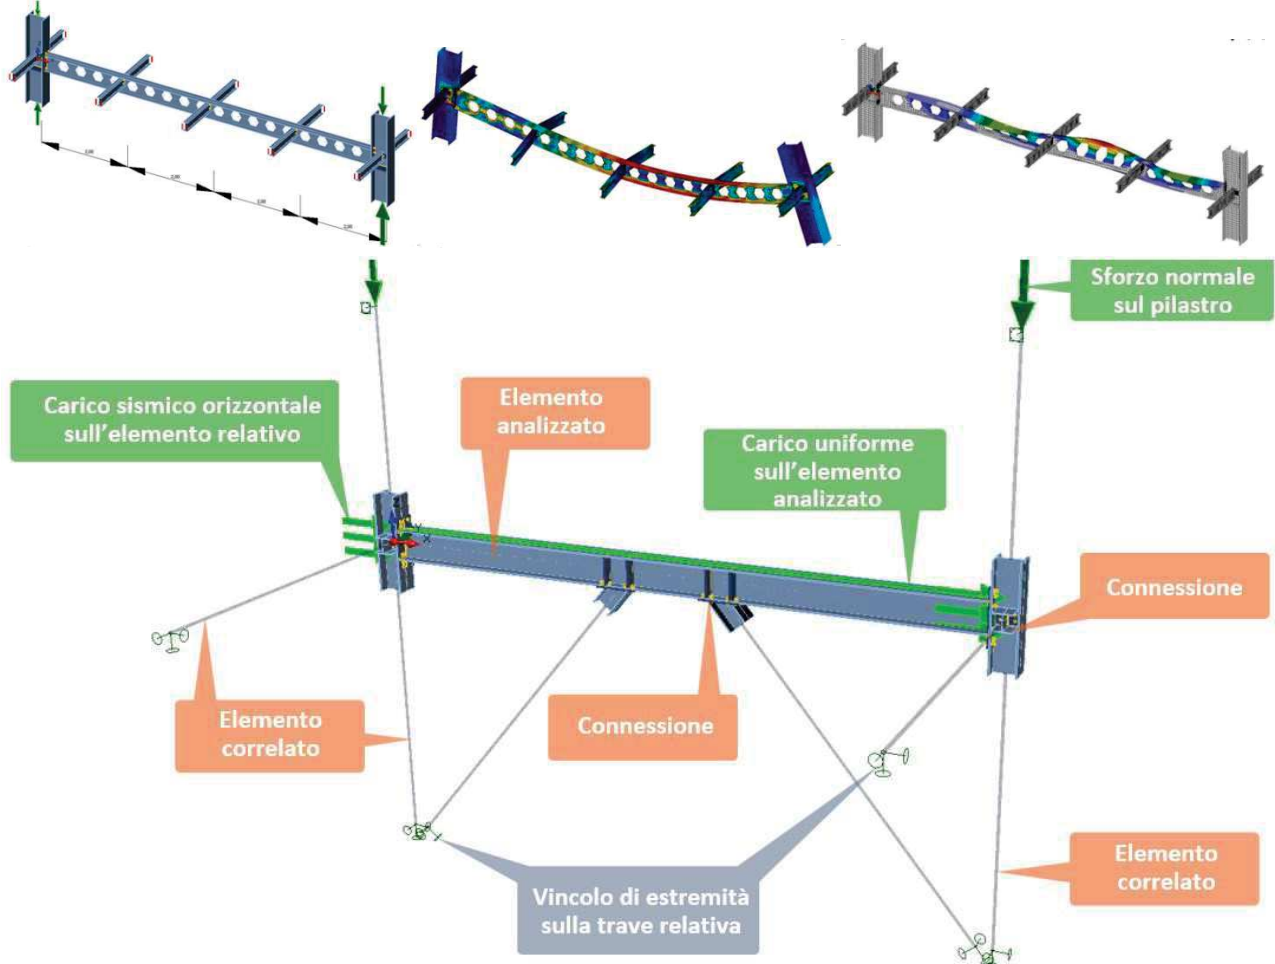 Sforzo normale
sul pilastro
Carico sismico orizzontale
sull'elemento relativo
Elemento
analizzato
Carico uniforme
sull'elemento
analizzato
Connessione
Elemento
correlato
Connessione
Elemento
correlato
Vincolo di estremità
sulla trave relativa